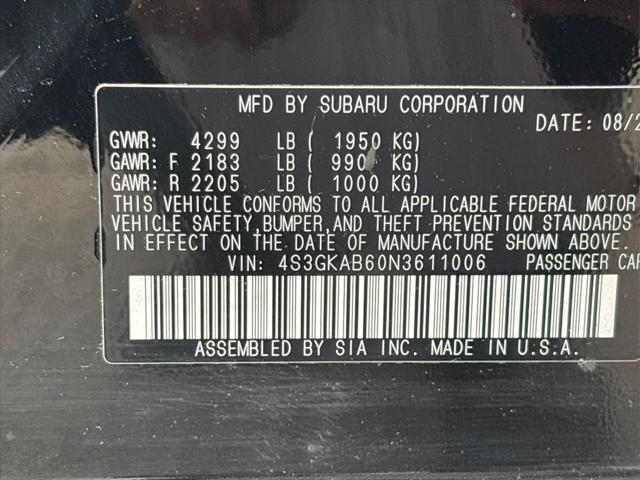 MFD BY SUBARU CORPORATION
DATE: 08/2
GVWR: 4299 LB ( 1950 KG)
GAWR: F 2183 LB ( 990 KG)
GAWR: R 2205 LB ( 1000 KG)
THIS VEHICLE CONFORMS TO ALL APPLICABLE FEDERAL MOTOR
VEHICLE SAFETY, BUMPER, AND THEFT PREVENTION STANDARDS
IN EFFECT ON THE DATE OF MANUFACTURE SHOWN ABOVE.
VIN: 4S3GKAB60N3611006 PASSENGER CAR
ASSEMBLED BY SIA INC. MADE IN U.S.A.